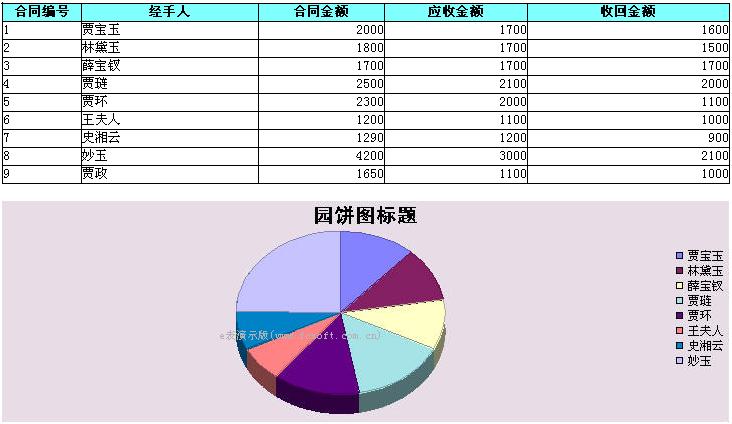 合同编号 经手人 合同金额 应收金额 收回金额
1 贾宝玉 2000 1700 1600
2 林黛玉 1800 1700 1500
3 薛宝钗 1700 1700 1700
4 贾琏 2500 2100 2000
5 贾环 2300 2000 1100
6 王夫人 1200 1100 1000
7 史湘云 1290 1200 900
8 妙玉 4200 3000 2100
9 贾政 1650 1100 1000
园饼图标题
贾宝玉
林黛玉
薛宝钗
贾琏
贾环
王夫人
史湘云
妙玉
e表演示版